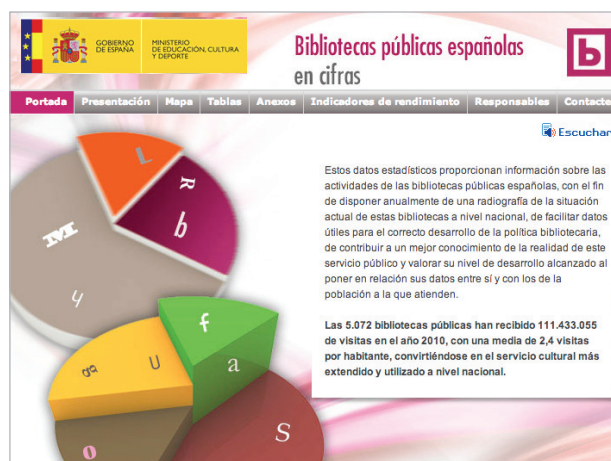 GOBIERNO
DE ESPAÑA
MINISTERIO
DE EDUCACIÓN, CULTURA
Y DEPORTE
Bibliotecas públicas españolas
en cifras
b
Portada Presentación Mapa Tablas Anexos Indicadores de rendimiento Responsables Contacte
Escuchar
Estos datos estadísticos proporcionan información sobre las
actividades de las bibliotecas públicas españolas, con el fin
de disponer anualmente de una radiografía de la situación
actual de estas bibliotecas a nivel nacional, de facilitar datos
útiles para el correcto desarrollo de la política bibliotecaria,
de contribuir a un mejor conocimiento de la realidad de este
servicio público y valorar su nivel de desarrollo alcanzado al
poner en relación sus datos entre sí y con los de la
población a la que atienden.
Las 5.072 bibliotecas públicas han recibido 111.433.055
de visitas en el año 2010, con una media de 2,4 visitas
por habitante, convirtiéndose en el servicio cultural más
extendido y utilizado a nivel nacional.
L
R
M
b
y
f
ga
U
a
o
S